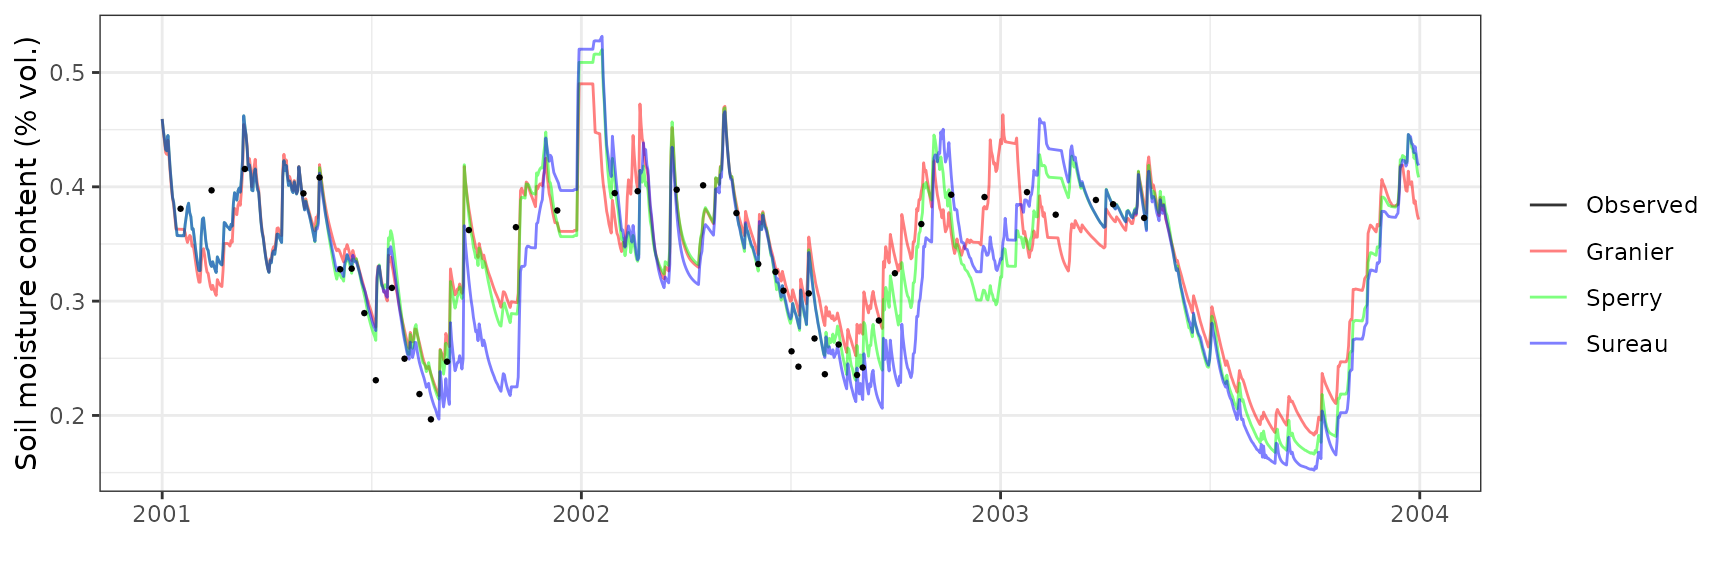 Soil moisture content (% vol.)
0.5
0.4
0.3
0.2
2001
2002
2003
2004
Observed
Granier
Sperry
Sureau